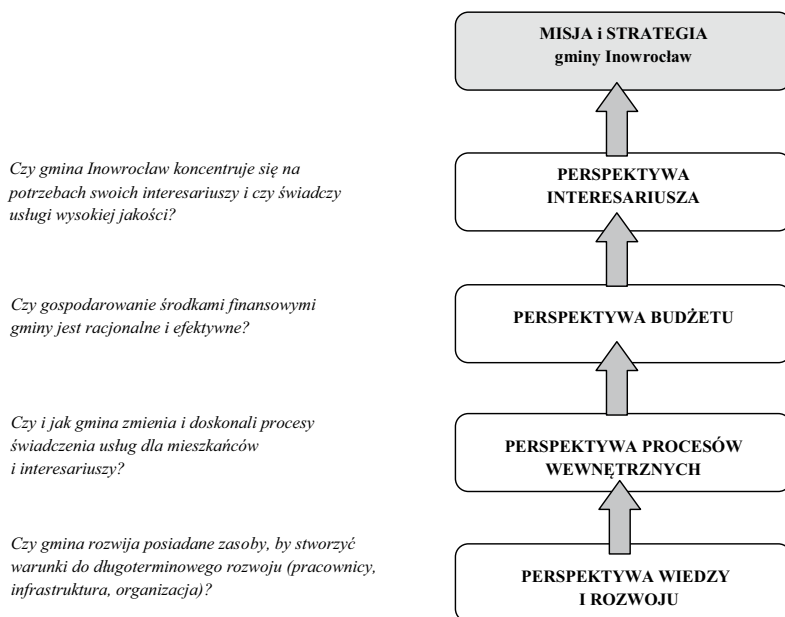 MISJA i STRATEGIA
gminy Inowrocław
Czy gmina Inowrocław koncentruje się na
potrzebach swoich interesariuszy i czy świadczy
usługi wysokiej jakości?
PERSPEKTYWA
INTERESARIUSZA
Czy gospodarowanie środkami finansowymi
gminy jest racjonalne i efektywne?
PERSPEKTYWA BUDŻETU
Czy i jak gmina zmienia i doskonali procesy
świadczenia usług dla mieszkańców
i interesariuszy?
PERSPEKTYWA PROCESÓW
WEWNĘTRZNYCH
Czy gmina rozwija posiadane zasoby, by stworzyć
warunki do długoterminowego rozwoju (pracownicy,
infrastruktura, organizacja)?
PERSPEKTYWA WIEDZY
I ROZWOJU